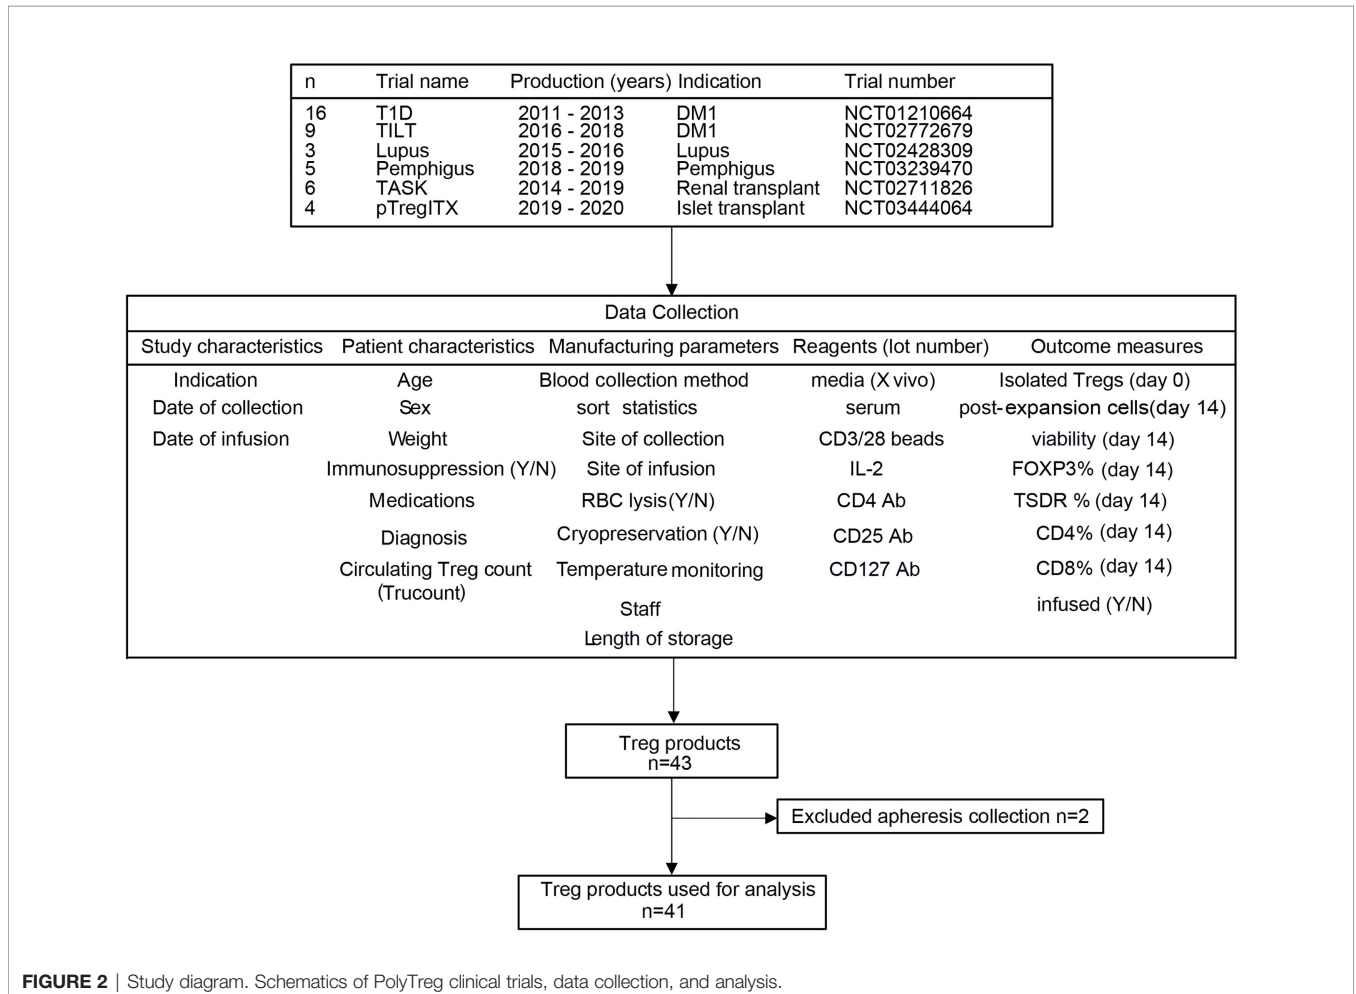 n Trial name Production (years) Indication Trial number
16 T1D 2011 - 2013 DM1 NCT01210664
9 TILT 2016 - 2018 DM1 NCT02772679
3 Lupus 2015 - 2016 Lupus NCT02428309
5 Pemphigus 2018 - 2019 Pemphigus NCT03239470
6 TASK 2014 - 2019 Renal transplant NCT02711826
4 pTregITX 2019 - 2020 Islet transplant NCT03444064
Data Collection
Study characteristics Patient characteristics Manufacturing parameters Reagents (lot number) Outcome measures
Indication Age Blood collection method media (X vivo) Isolated Tregs (day 0)
Date of collection Sex sort statistics serum post-expansion cells(day 14)
Date of infusion Weight Site of collection CD3/28 beads viability (day 14)
Immunosuppression (Y/N) Site of infusion IL-2 FOXP3% (day 14)
Medications RBC lysis(Y/N) CD4 Ab TSDR % (day 14)
Diagnosis Cryopreservation (Y/N) CD25 Ab CD4% (day 14)
Circulating Treg count Temperature monitoring CD127 Ab CD8% (day 14)
(Trucount)
Staff infused (Y/N)
Length of storage
Treg products
n=43
Excluded apheresis collection n=2
Treg products used for analysis
n=41
FIGURE 2 | Study diagram. Schematics of PolyTreg clinical trials, data collection, and analysis.